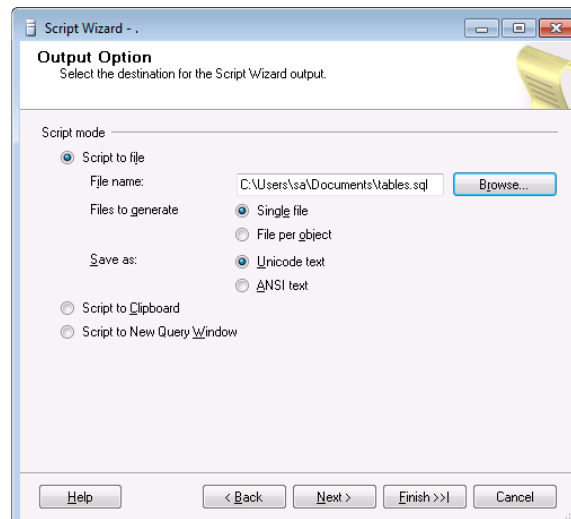 Script Wizard - .
Output Option
Select the destination for the Script Wizard output.
Script mode
Script to file
File name: C:\Users\sa\Documents\tables.sql Browse...
Files to generate Single file
File per object
Save as: Unicode text
ANSI text
Script to Clipboard
Script to New Query Window
Help < Back Next > Finish >>| Cancel